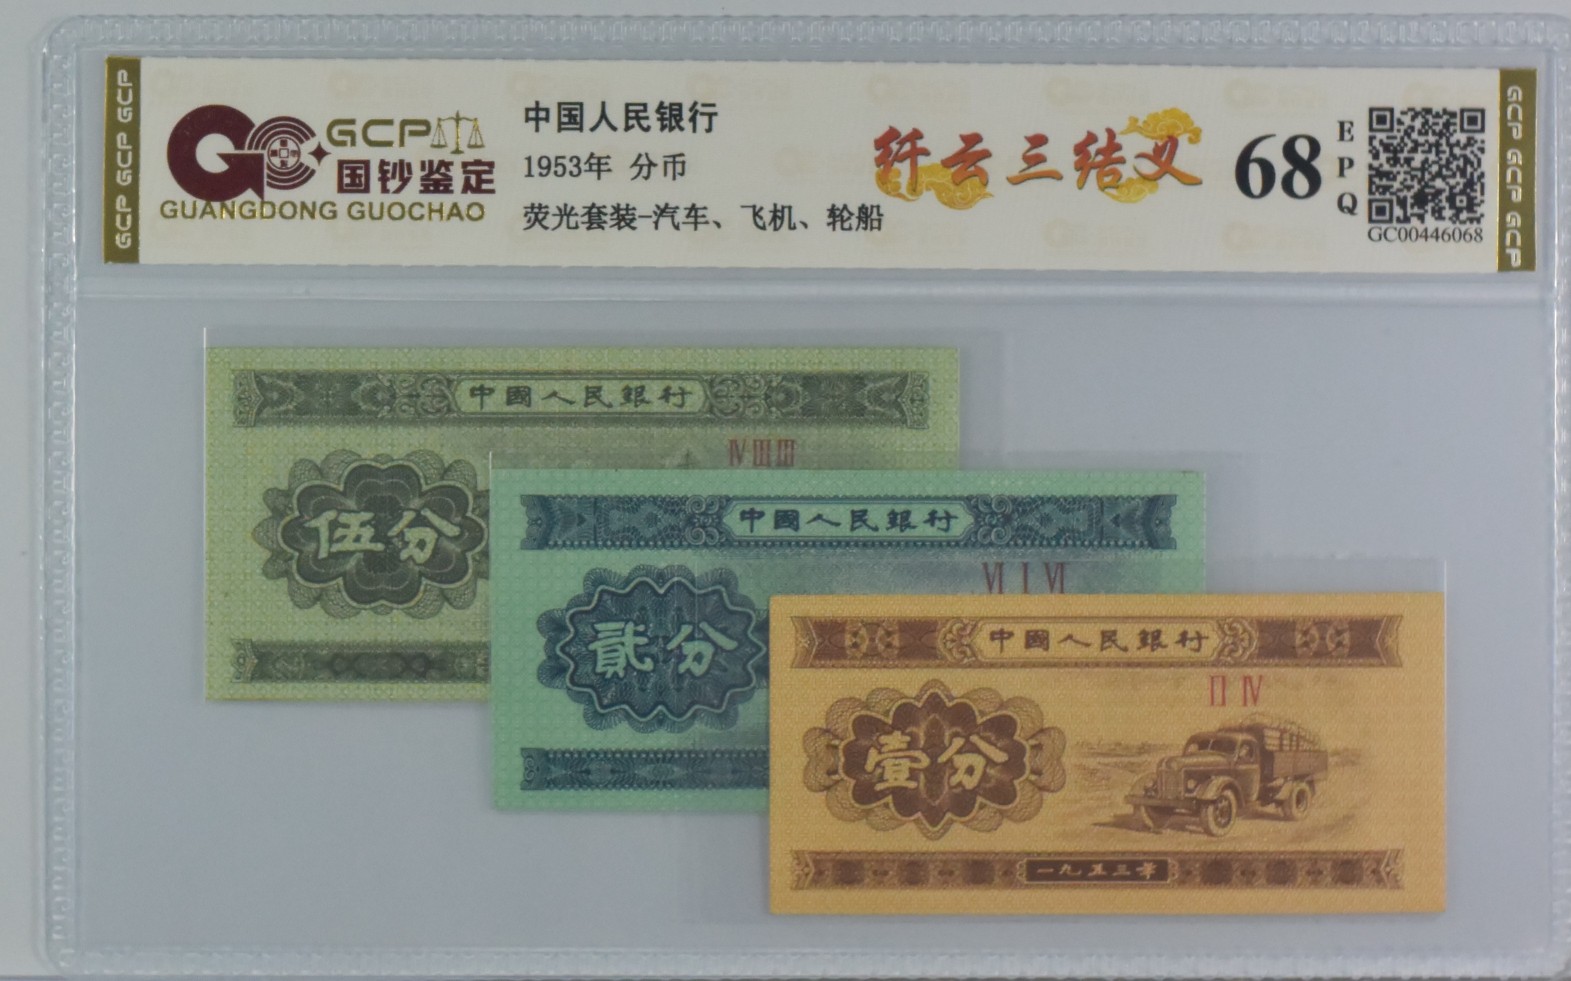 GCP GCP GCP
GCP
国钞鉴定
GUANGDONG GUOCHAO
中国人民银行
1953年 分币
荧光套装-汽车、飞机、轮船
纤云三结义
68
EPQ
GC00446068
GCP GCP GCP
中國人民銀行
ⅣⅢⅢ
伍分
中國人民銀行
Ⅵ Ⅰ Ⅵ
貳分
中國人民銀行
Ⅱ Ⅳ
壹分
一九五三年